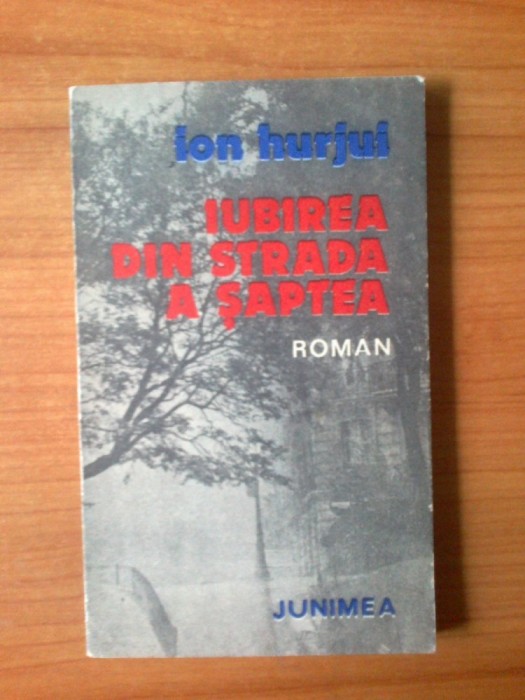 ion hurjui
IUBIREA
DIN STRADA
A ŞAPTEA
ROMAN
JUNIMEA